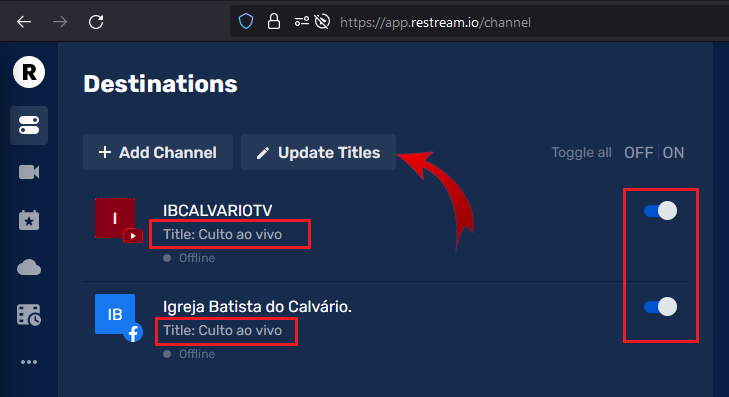 https://app.restream.io/channel
R
Destinations
+ Add Channel
Update Titles
Toggle all OFF ON
I
IBCALVARIOTV
Title: Culto ao vivo
Offline
IB
Igreja Batista do Calvário.
Title: Culto ao vivo
Offline